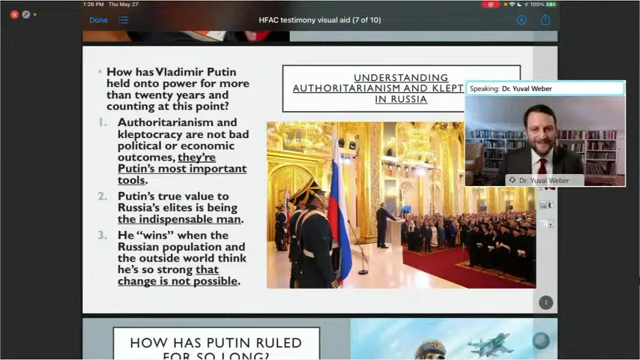 1:28 PM Thu May 27
100%
Done
HFAC testimony visual aid (7 of 10)
• How has Vladimir Putin
held onto power for more
than twenty years and
counting at this point?
1. Authoritarianism and
kleptocracy are not bad
political or economic
outcomes, they're
Putin's most important
tools.
2. Putin's true value to
Russia's elites is being
the indispensable man.
3. He "wins" when the
Russian population and
the outside world think
he's so strong that
change is not possible.
UNDERSTANDING
AUTHORITARIANISM AND KLEPT
IN RUSSIA
Speaking: Dr. Yuval Weber
Dr. Yuval Weber
HOW HAS PUTIN RULED
FOR SO LONG?